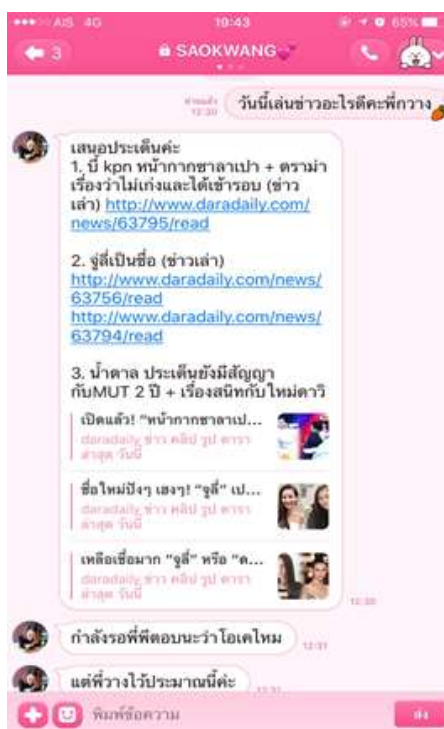 AIS 4G
19:43
65%
3
SAOKWANG
อ่านแล้ว
12:30
วันนี้เล่นข่าวอะไรดีคะพี่กวาง
เสนอประเด็นค่ะ
1. บี้ kpn หน้ากากซาลาเปา + ดราม่า
เรื่องว่าไม่เก่งและได้เข้ารอบ (ข่าว
เล่า) http://www.daradaily.com/
news/63795/read
2. จูลี่เป็นชื่อ (ข่าวเล่า)
http://www.daradaily.com/news/
63756/read
http://www.daradaily.com/news/
63794/read
3. น้ำตาล ประเด็นยังมีสัญญา
กับMUT 2 ปี + เรื่องสนิทกับใหม่ดาวิ
เปิดแล้ว! "หน้ากากซาลาเป...
daradaily ข่าว คลิป รูป ดารา
ล่าสุด วันนี้
ชื่อใหม่ปังๆ เฮงๆ! "จูลี่" เป...
daradaily ข่าว คลิป รูป ดารา
ล่าสุด วันนี้
เหลือเชื่อมาก "จูลี่" หรือ "ด...
daradaily ข่าว คลิป รูป ดารา
ล่าสุด วันนี้
12:30
กำลังรอพี่พีตอบนะว่าโอเคไหม
12:31
แต่พี่วางไว้ประมาณนี้ค่ะ
12:31
พิมพ์ข้อความ
ส่ง